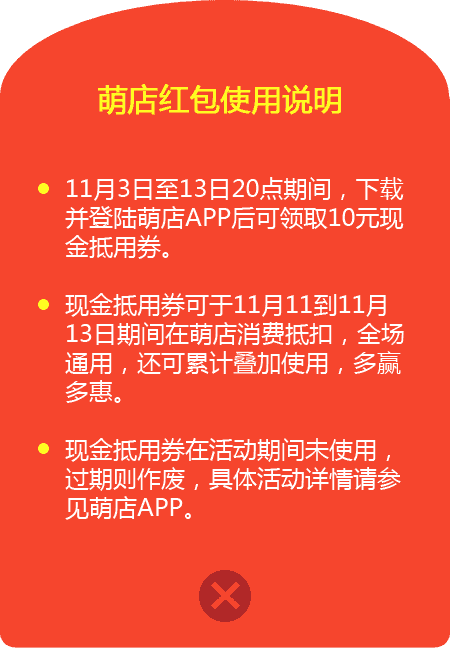 萌店红包使用说明
11月3日至13日20点期间，下载
并登陆萌店APP后可领取10元现
金抵用券。
现金抵用券可于11月11到11月
13日期间在萌店消费抵扣，全场
通用，还可累计叠加使用，多赢
多惠。
现金抵用券在活动期间未使用，
过期则作废，具体活动详情请参
见萌店APP。